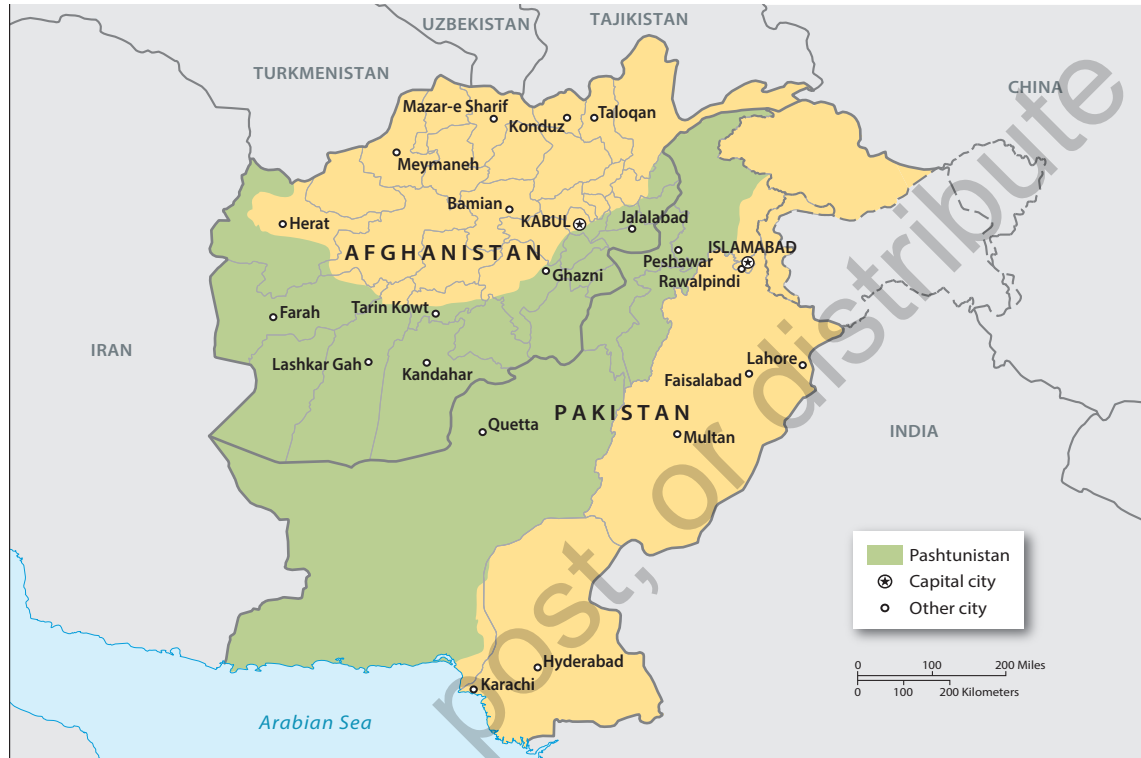 UZBEKISTAN
TAJIKISTAN
TURKMENISTAN
CHINA
Mazar-e Sharif
Konduz
Taloqan
Meymaneh
Bamian
KABUL
Jalalabad
Herat
AFGHANISTAN
ISLAMABAD
Peshawar
Rawalpindi
Ghazni
Farah
Tarin Kowt
IRAN
Lashkar Gah
Kandahar
Lahore
Faisalabad
PAKISTAN
Quetta
Multan
INDIA
Pashtunistan
Capital city
Other city
0 100 200 Miles
0 100 200 Kilometers
Hyderabad
Karachi
Arabian Sea
post, or distribute